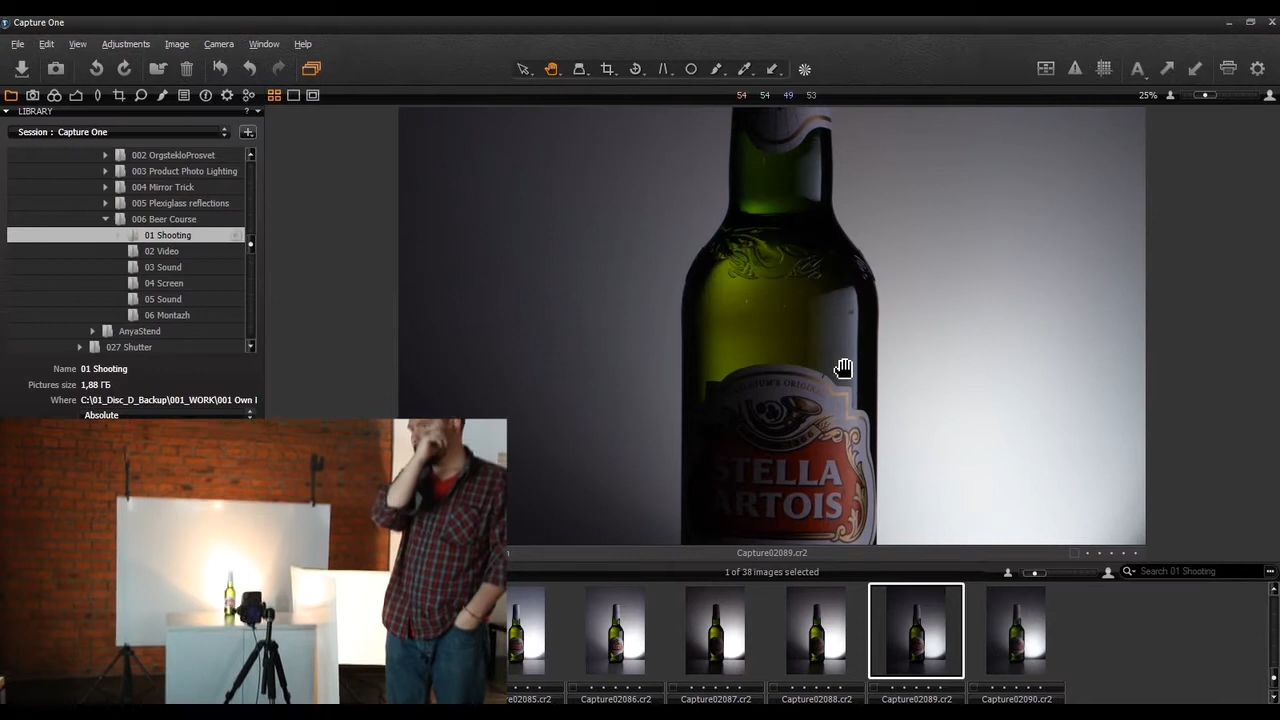 Capture One
File Edit View Adjustments Image Camera Window Help
54 54 49 53
25%
LIBRARY
? 
Session : Capture One
002 OrgstekloProsvet
003 Product Photo Lighting
004 Mirror Trick
005 Plexiglass reflections
006 Beer Course
01 Shooting
02 Video
03 Sound
04 Screen
05 Sound
06 Montazh
AnyaStend
027 Shutter
Name 01 Shooting
Pictures size 1,88 ГБ
Where C:\01_Disc_D_Backup\001_WORK\001 Own I
Absolute
STELLA
ARTOIS
Capture02089.cr2
1 of 38 images selected
Search 01 Shooting
02085.cr2
Capture02086.cr2
Capture02087.cr2
Capture02088.cr2
Capture02089.cr2
Capture02090.cr2